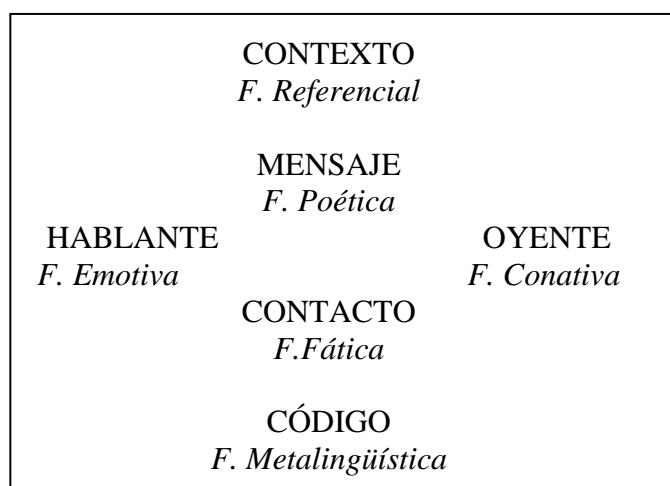 CONTEXTO
F. Referencial
MENSAJE
F. Poética
HABLANTE OYENTE
F. Emotiva F. Conativa
CONTACTO
F.Fática
CÓDIGO
F. Metalingüística